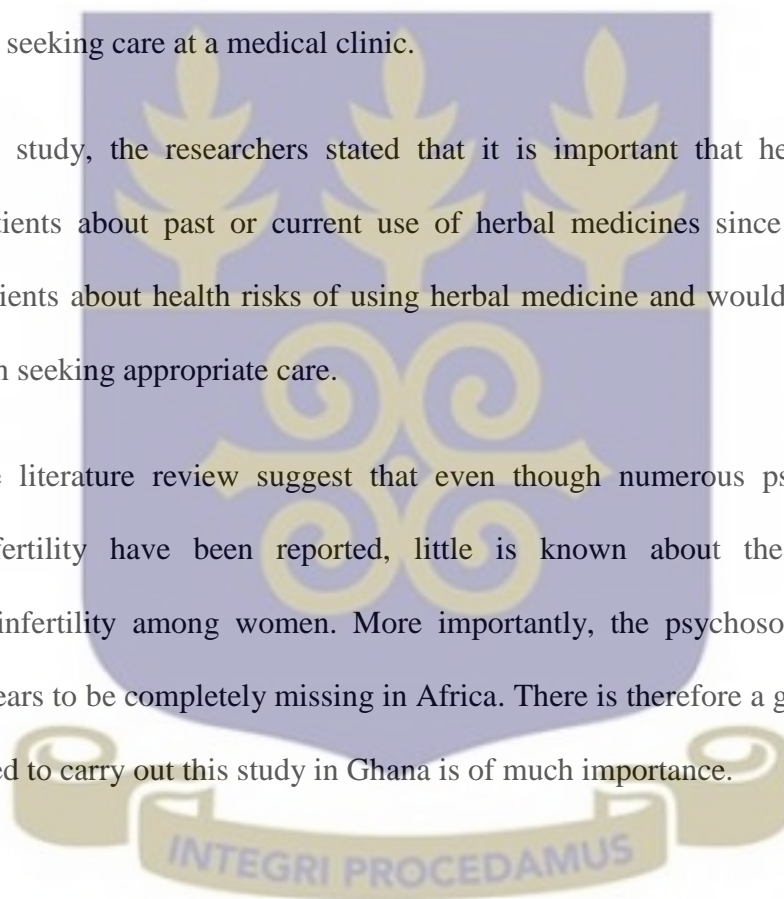 seeking care at a medical clinic.
study, the researchers stated that it is important that he
tients about past or current use of herbal medicines since
ients about health risks of using herbal medicine and would
n seeking appropriate care.
literature review suggest that even though numerous ps
fertility have been reported, little is known about the
infertility among women. More importantly, the psychoso
ears to be completely missing in Africa. There is therefore a g
ed to carry out this study in Ghana is of much importance.
INTEGRI PROCEDAMUS